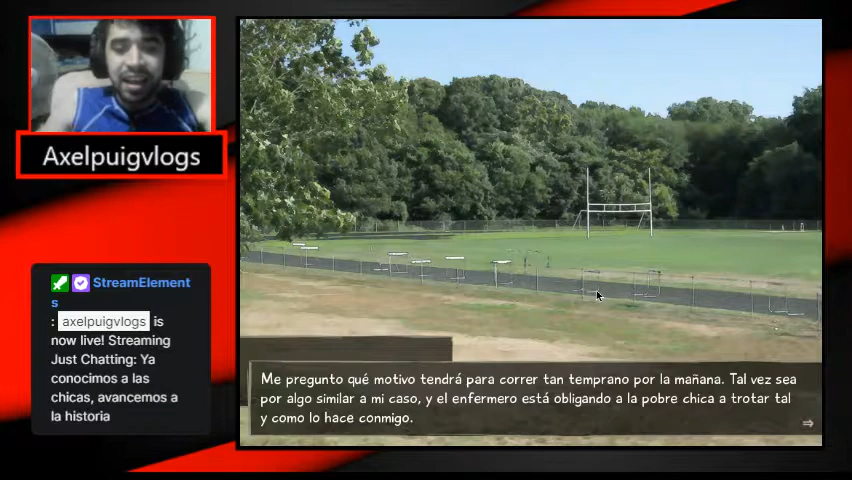 Axelpuigvlogs
StreamElement
s
: axelpuigvlogs is
now live! Streaming
Just Chatting: Ya
conocimos a las
chicas, avancemos a
la historia
Me pregunto qué motivo tendrá para correr tan temprano por la mañana. Tal vez sea
por algo similar a mi caso, y el enfermero está obligando a la pobre chica a trotar tal
y como lo hace conmigo.